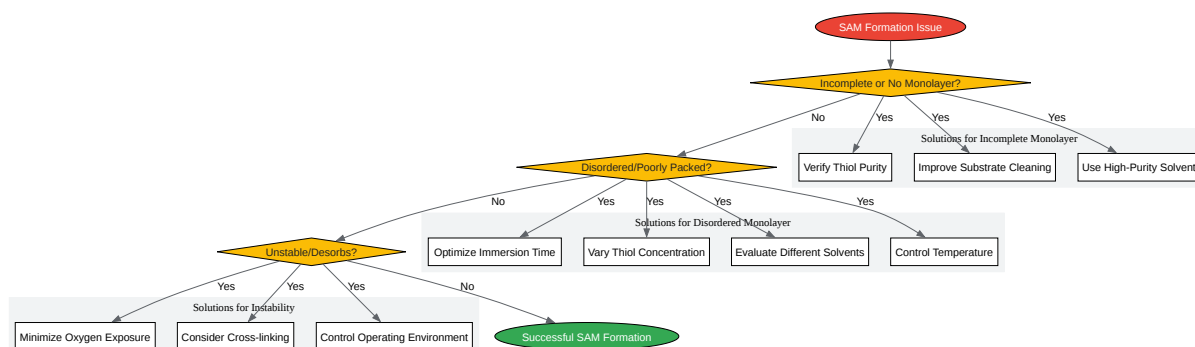 SAM Formation Issue
Incomplete or No Monolayer?
No
Yes
Yes
Yes
Solutions for Incomplete Monolayer
Verify Thiol Purity
Improve Substrate Cleaning
Use High-Purity Solvent
Disordered/Poorly Packed?
No
Yes
Yes
Yes
Yes
Solutions for Disordered Monolayer
Optimize Immersion Time
Vary Thiol Concentration
Evaluate Different Solvents
Control Temperature
Unstable/Desorbs?
Yes
Yes
Yes
No
Solutions for Instability
Minimize Oxygen Exposure
Consider Cross-linking
Control Operating Environment
Successful SAM Formation